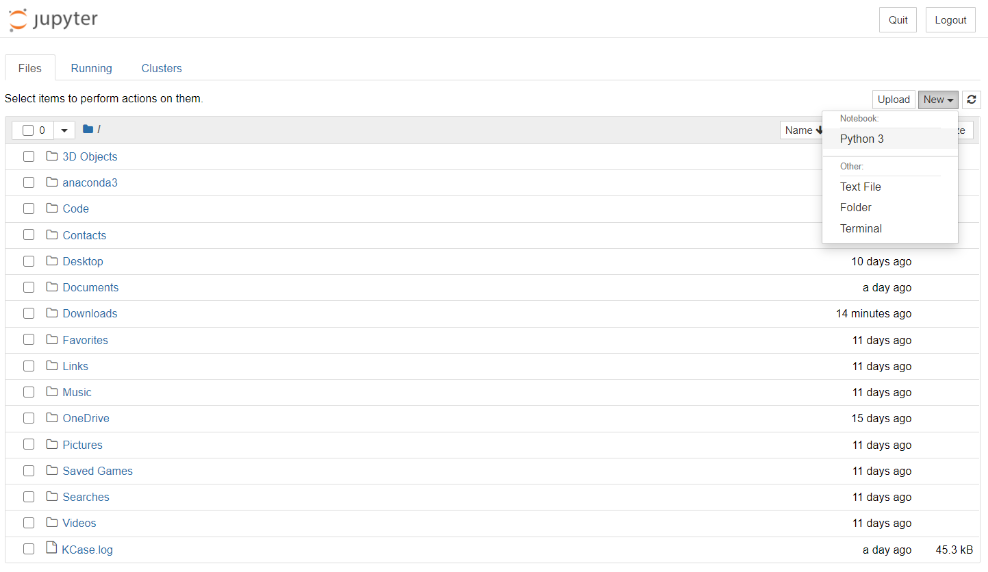 jupyter Quit Logout
Files Running Clusters
Select items to perform actions on them. Upload New
0 / Name
Notebook:
Python 3
Other:
Text File
Folder
Terminal
3D Objects
anaconda3
Code
Contacts
Desktop 10 days ago
Documents a day ago
Downloads 14 minutes ago
Favorites 11 days ago
Links 11 days ago
Music 11 days ago
OneDrive 15 days ago
Pictures 11 days ago
Saved Games 11 days ago
Searches 11 days ago
Videos 11 days ago
KCase.log a day ago 45.3 kB